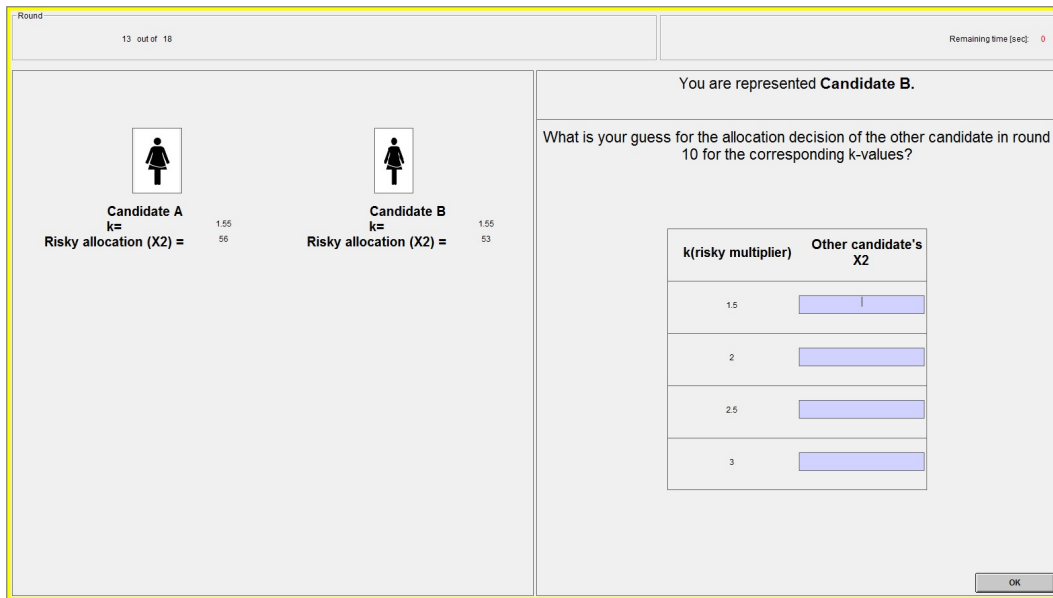 Round
13 out of 18
Remaining time [sec]: 0
Candidate A
k= 1.55
Risky allocation (X2) = 56
Candidate B
k= 1.55
Risky allocation (X2) = 53
You are represented Candidate B.
What is your guess for the allocation decision of the other candidate in round
10 for the corresponding k-values?
k(risky multiplier)
Other candidate's
X2
1.5
2
2.5
3
OK